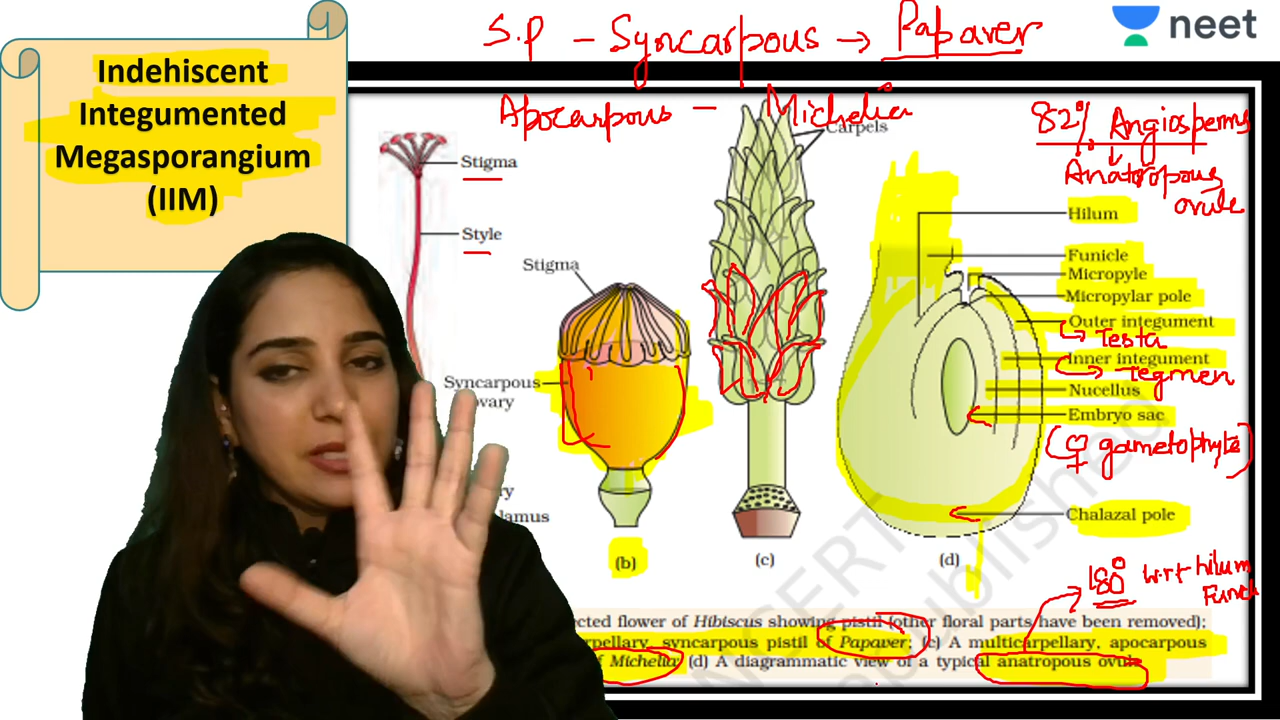 S.P – Syncarpous → Papaver
neet
Indehiscent
Integumented
Megasporangium
(IIM)
Apocarpous – Michelia
82% Angiosperms
Anatropous
ovule
Carpels
Stigma
Style
Stigma
Syncarpous
ovary
Hilum
Funicle
Micropyle
Micropylar pole
Outer integument
→ Testa
Inner integument
→ Tegmen
Nucellus
Embryo sac
(♀ gametophyte)
Chalazal pole
(b)
(c)
(d)
180° w.r.t hilum
ected flower of Hibiscus showing pistil (other floral parts have been removed);
rpellary, syncarpous pistil of Papaver; (c) A multicarpellary, apocarpous
f Michelia (d) A diagrammatic view of a typical anatropous ovule